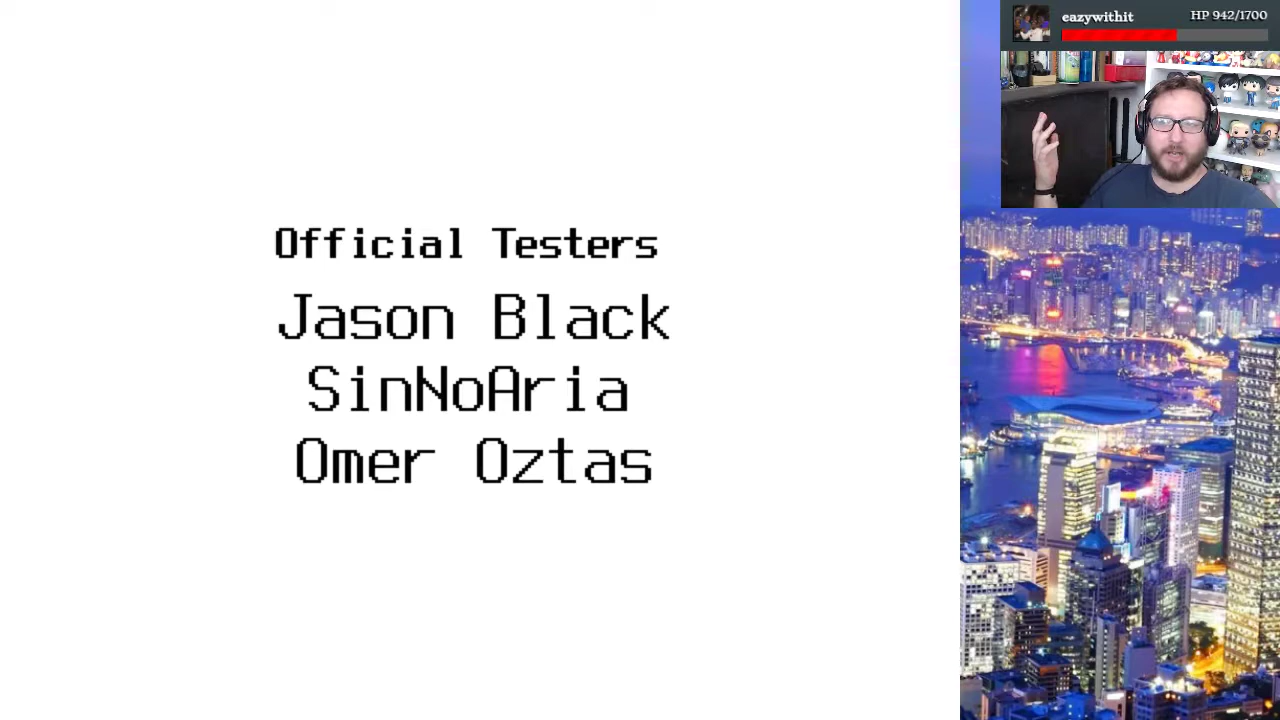 eazywithit HP 942/1700
Official Testers
Jason Black
SinNoAria
Omer Oztas